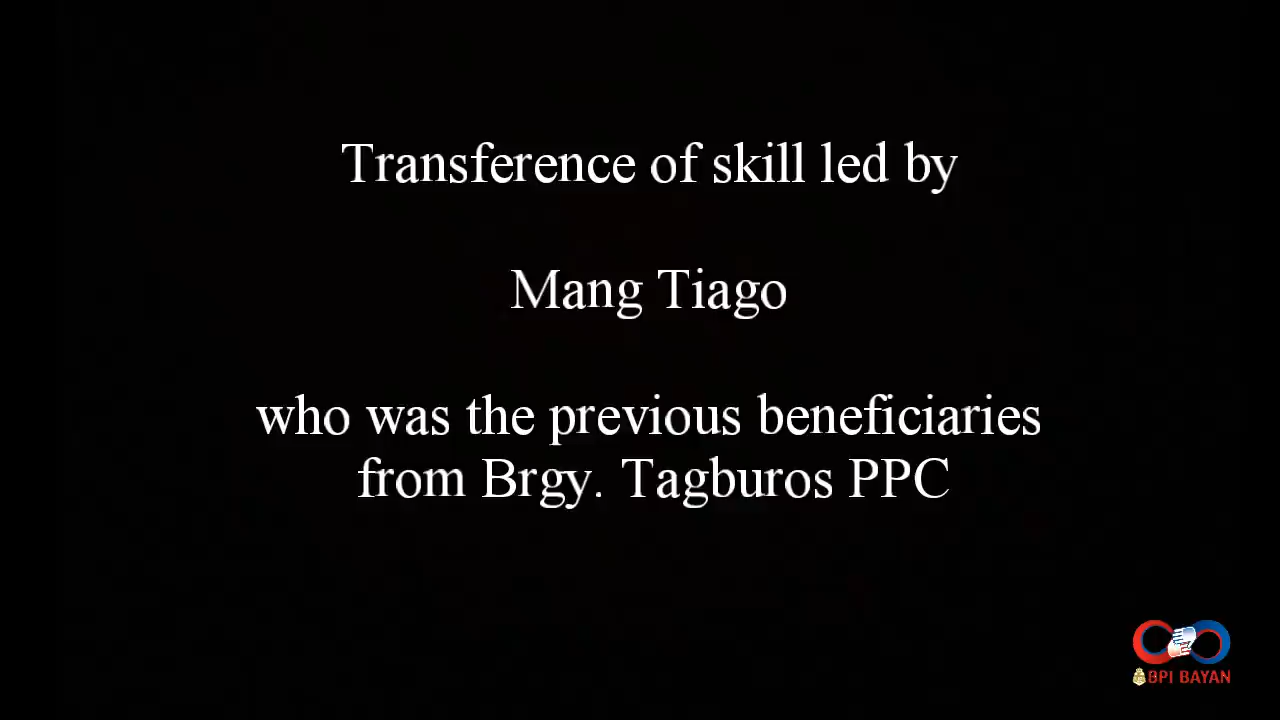 Transference of skill led by
Mang Tiago
who was the previous beneficiaries
from Brgy. Tagburos PPC
BPI BAYAN